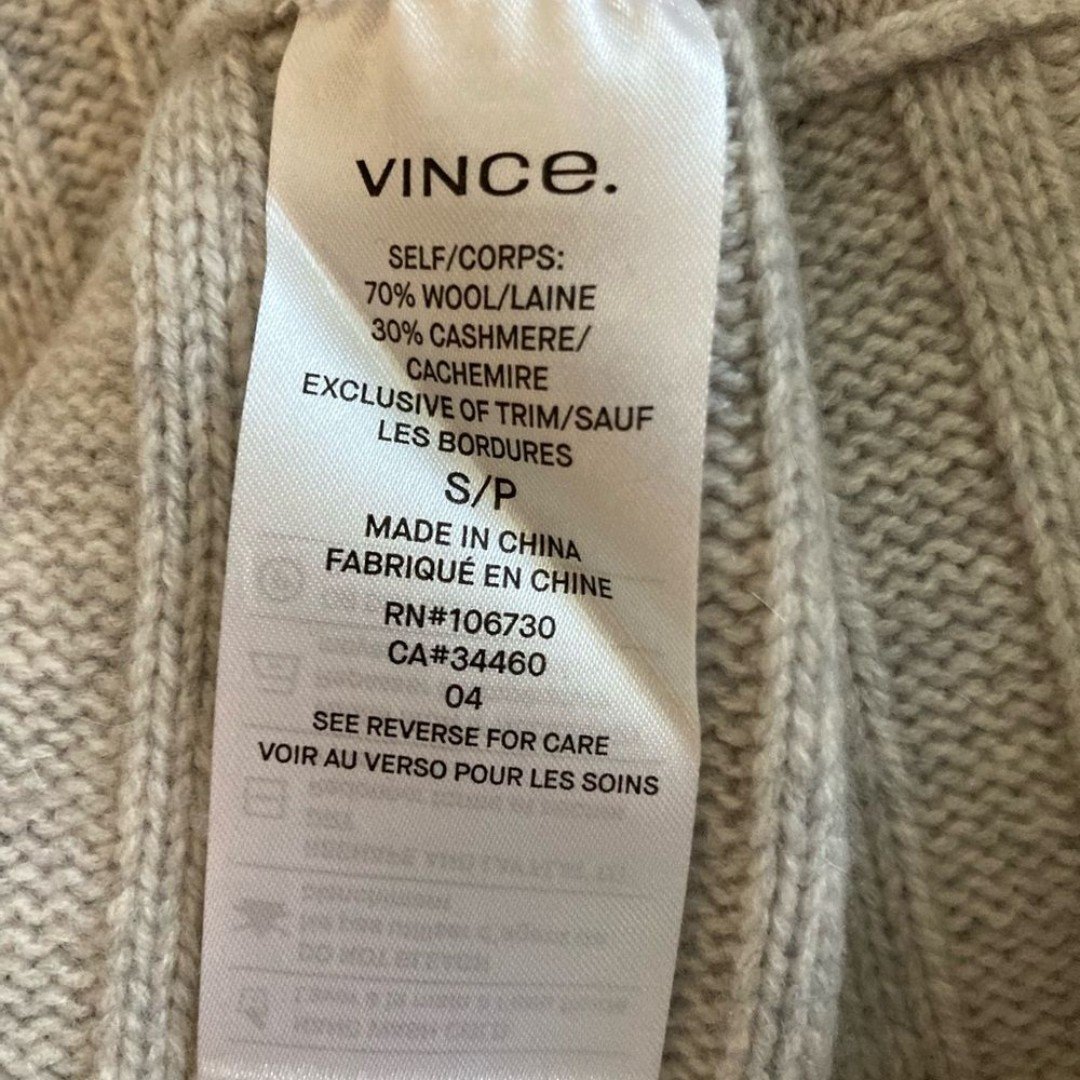 VINCE.
SELF/CORPS:
70% WOOL/LAINE
30% CASHMERE/
CACHEMIRE
EXCLUSIVE OF TRIM/SAUF
LES BORDURES
S/P
MADE IN CHINA
FABRIQUÉ EN CHINE
RN#106730
CA#34460
04
SEE REVERSE FOR CARE
VOIR AU VERSO POUR LES SOINS